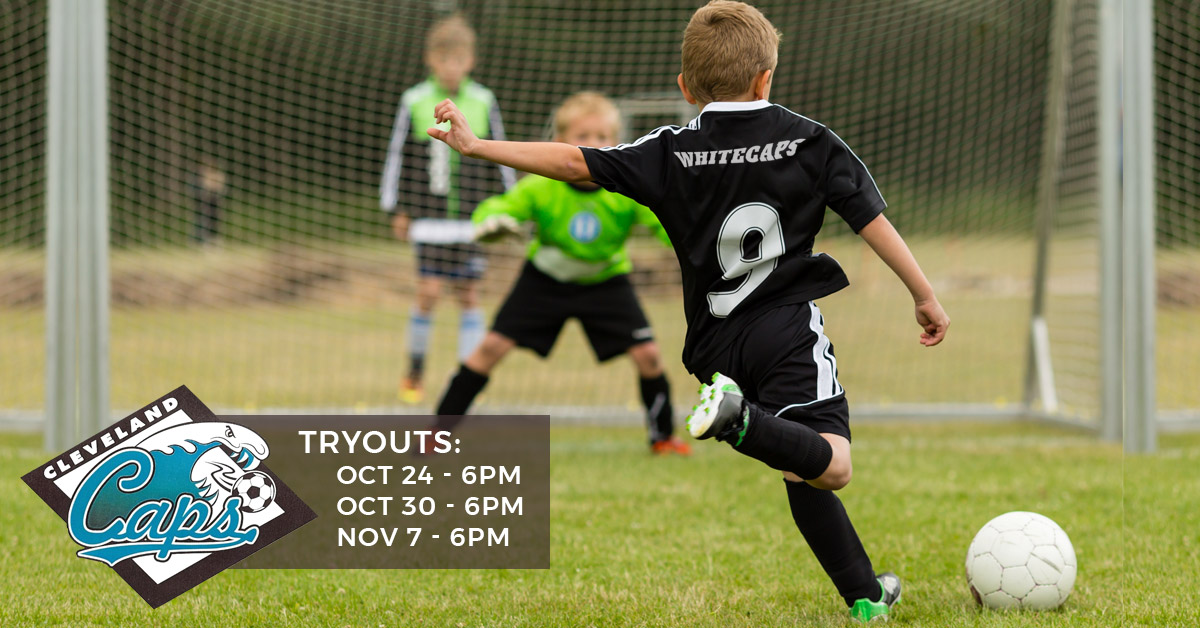 WHITECAPS
9
CLEVELAND
Caps
TRYOUTS:
OCT 24 - 6PM
OCT 30 - 6PM
NOV 7 - 6PM